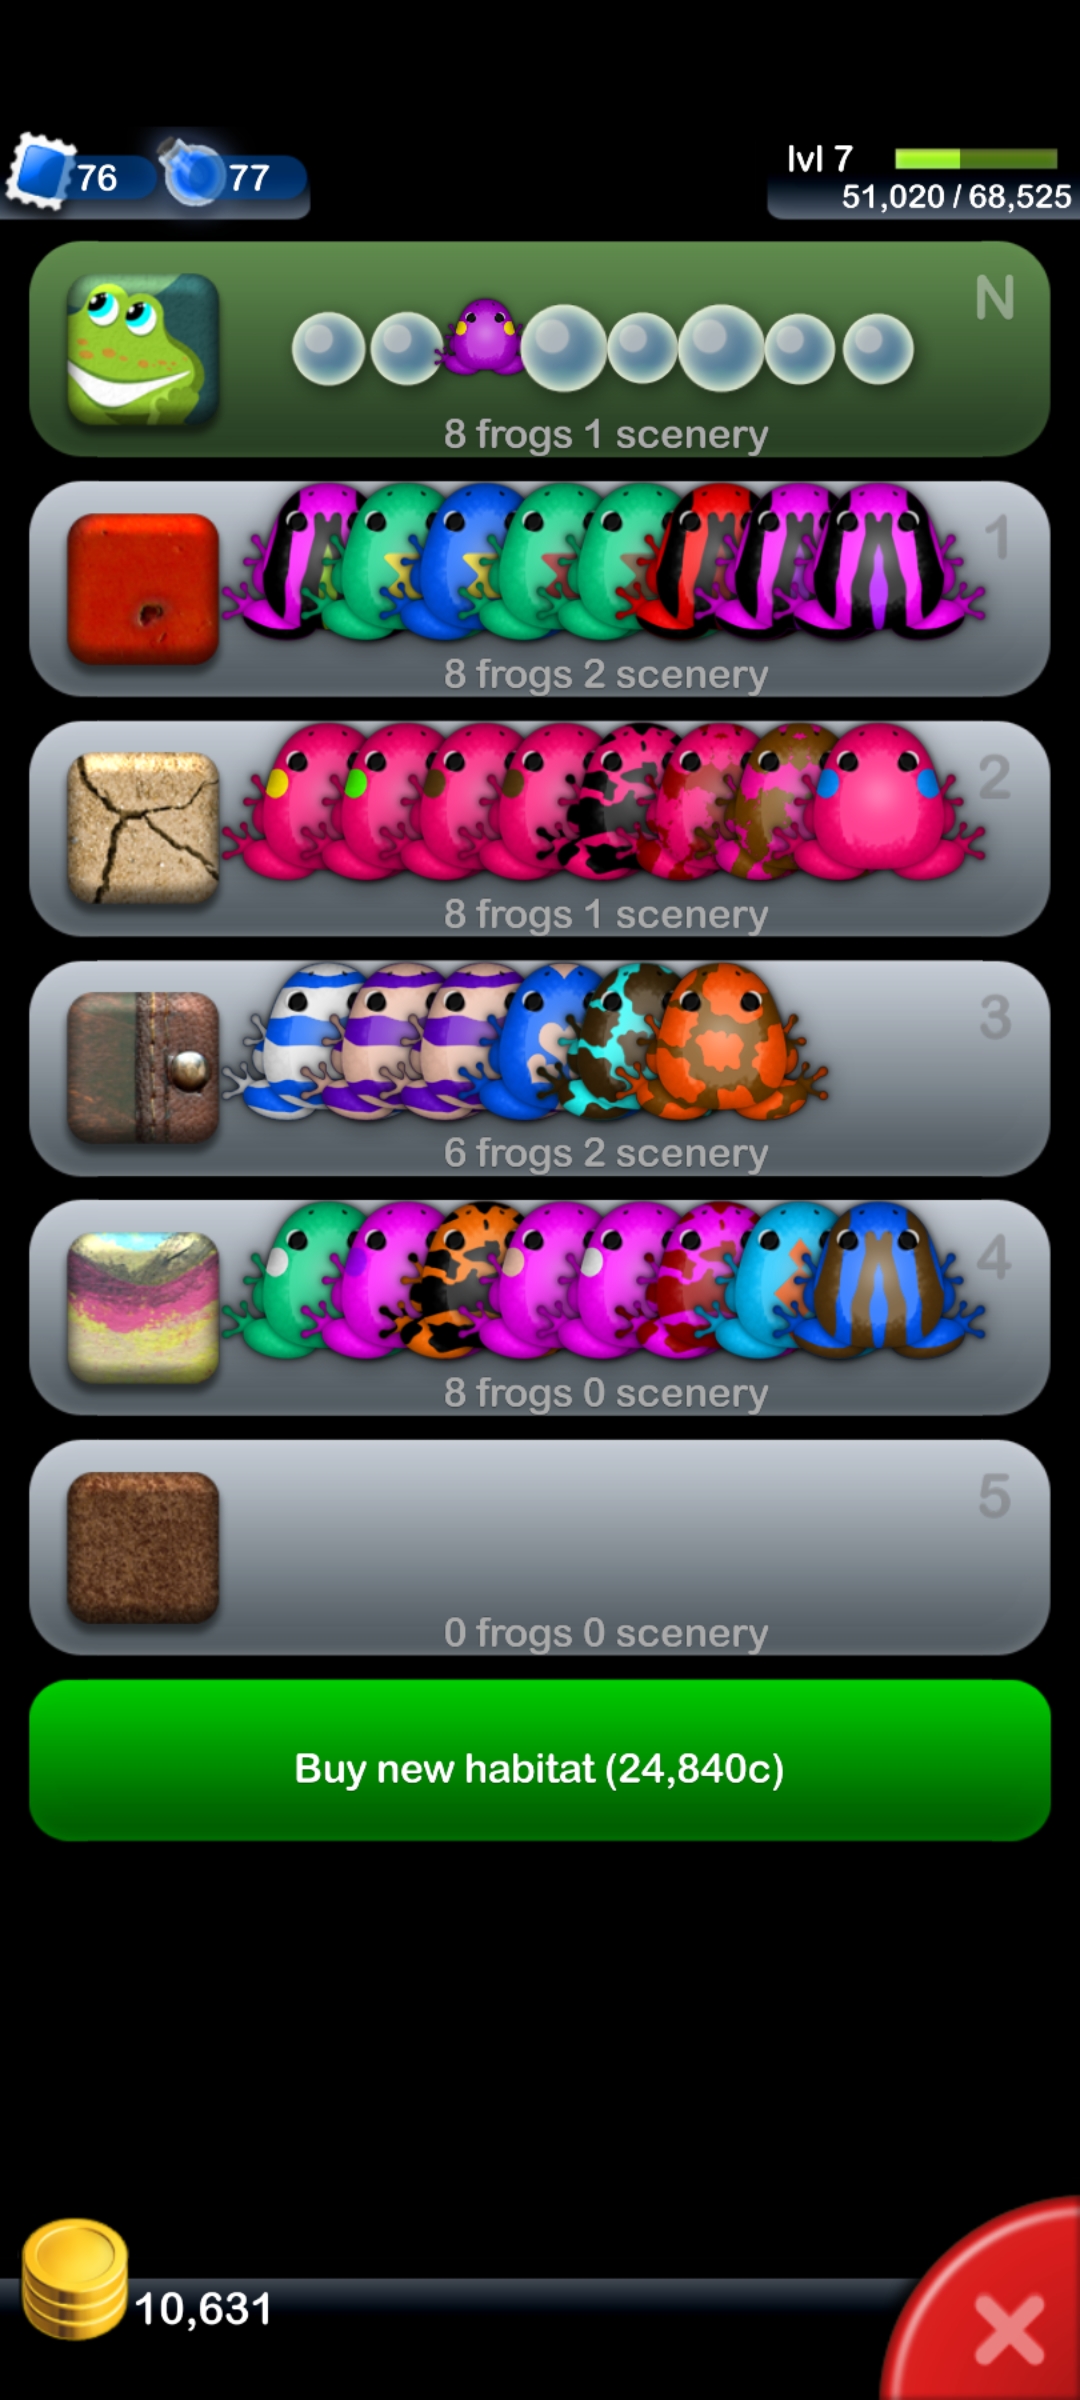 76
77
lvl 7
51,020 / 68,525
N
8 frogs 1 scenery
1
8 frogs 2 scenery
2
8 frogs 1 scenery
3
6 frogs 2 scenery
4
8 frogs 0 scenery
5
0 frogs 0 scenery
Buy new habitat (24,840c)
10,631